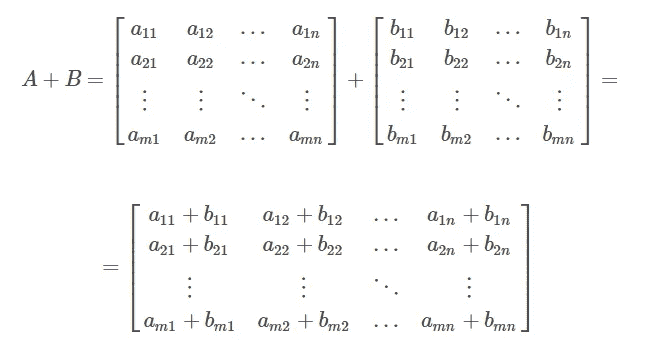 A + B = [ a₁₁ a₁₂ … a₁ₙ ; a₂₁ a₂₂ … a₂ₙ ; ⋮ ⋮ ⋱ ⋮ ; aₘ₁ aₘ₂ … aₘₙ ] + [ b₁₁ b₁₂ … b₁ₙ ; b₂₁ b₂₂ … b₂ₙ ; ⋮ ⋮ ⋱ ⋮ ; bₘ₁ bₘ₂ … bₘₙ ] =
= [ a₁₁ + b₁₁ a₁₂ + b₁₂ … a₁ₙ + b₁ₙ ; a₂₁ + b₂₁ a₂₂ + b₂₂ … a₂ₙ + b₂ₙ ; ⋮ ⋮ ⋱ ⋮ ; aₘ₁ + bₘ₁ aₘ₂ + bₘ₂ … aₘₙ + bₘₙ ]